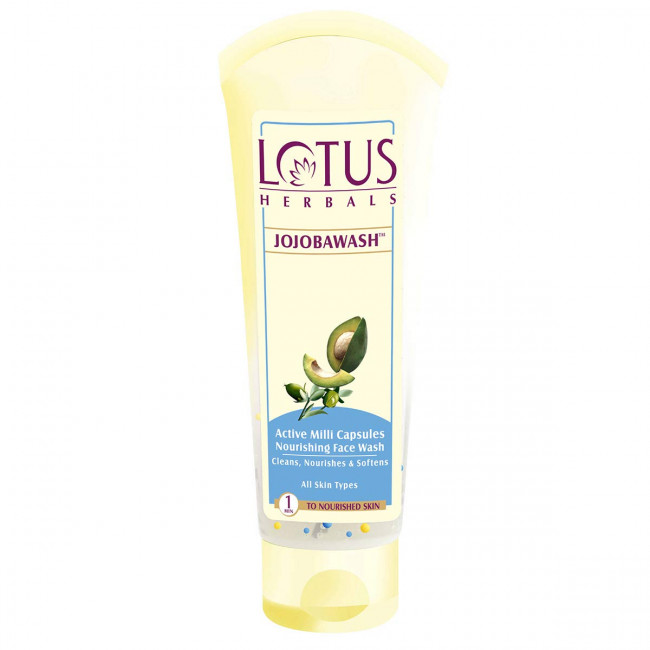 LOTUS
HERBALS
JOJOBAWASH™
Active Milli Capsules
Nourishing Face Wash
Cleans, Nourishes & Softens
All Skin Types
1
MIN
TO NOURISHED SKIN